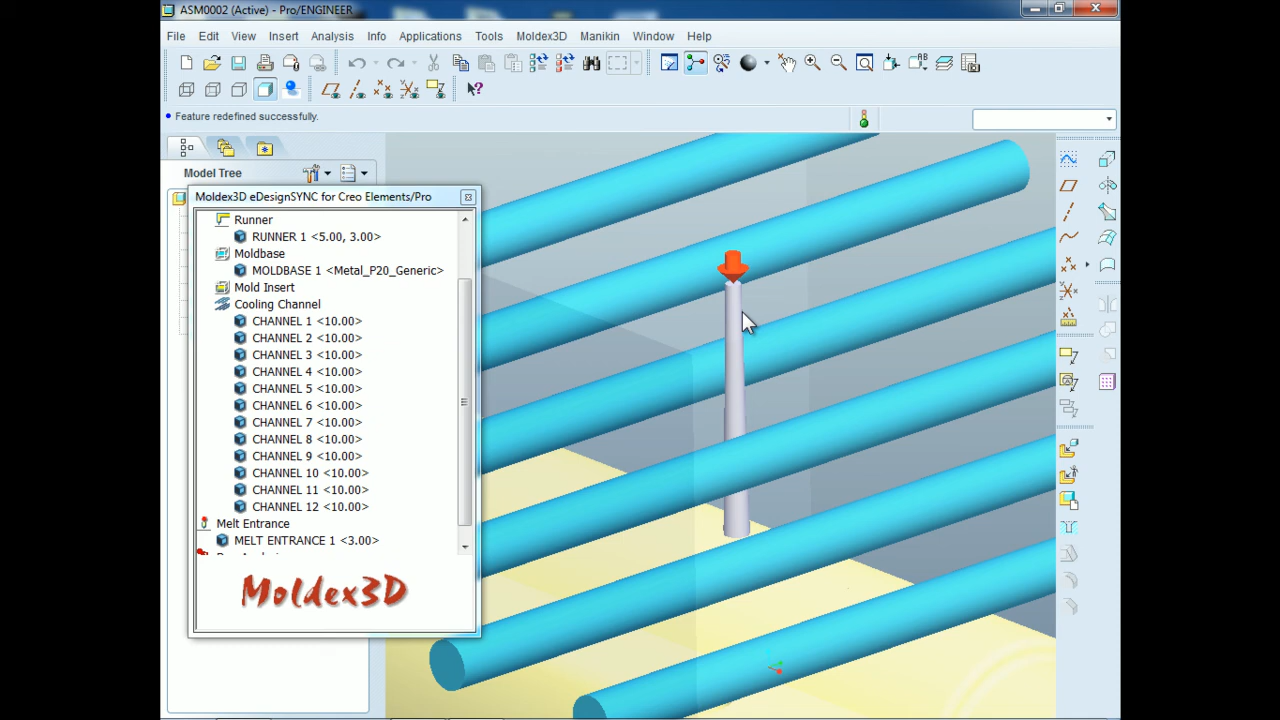 ASM0002 (Active) - Pro/ENGINEER
File Edit View Insert Analysis Info Applications Tools Moldex3D Manikin Window Help
Feature redefined successfully.
Model Tree
Moldex3D eDesignSYNC for Creo Elements/Pro
Runner
RUNNER 1 <5.00, 3.00>
Moldbase
MOLDBASE 1 <Metal_P20_Generic>
Mold Insert
Cooling Channel
CHANNEL 1 <10.00>
CHANNEL 2 <10.00>
CHANNEL 3 <10.00>
CHANNEL 4 <10.00>
CHANNEL 5 <10.00>
CHANNEL 6 <10.00>
CHANNEL 7 <10.00>
CHANNEL 8 <10.00>
CHANNEL 9 <10.00>
CHANNEL 10 <10.00>
CHANNEL 11 <10.00>
CHANNEL 12 <10.00>
Melt Entrance
MELT ENTRANCE 1 <3.00>
Moldex3D